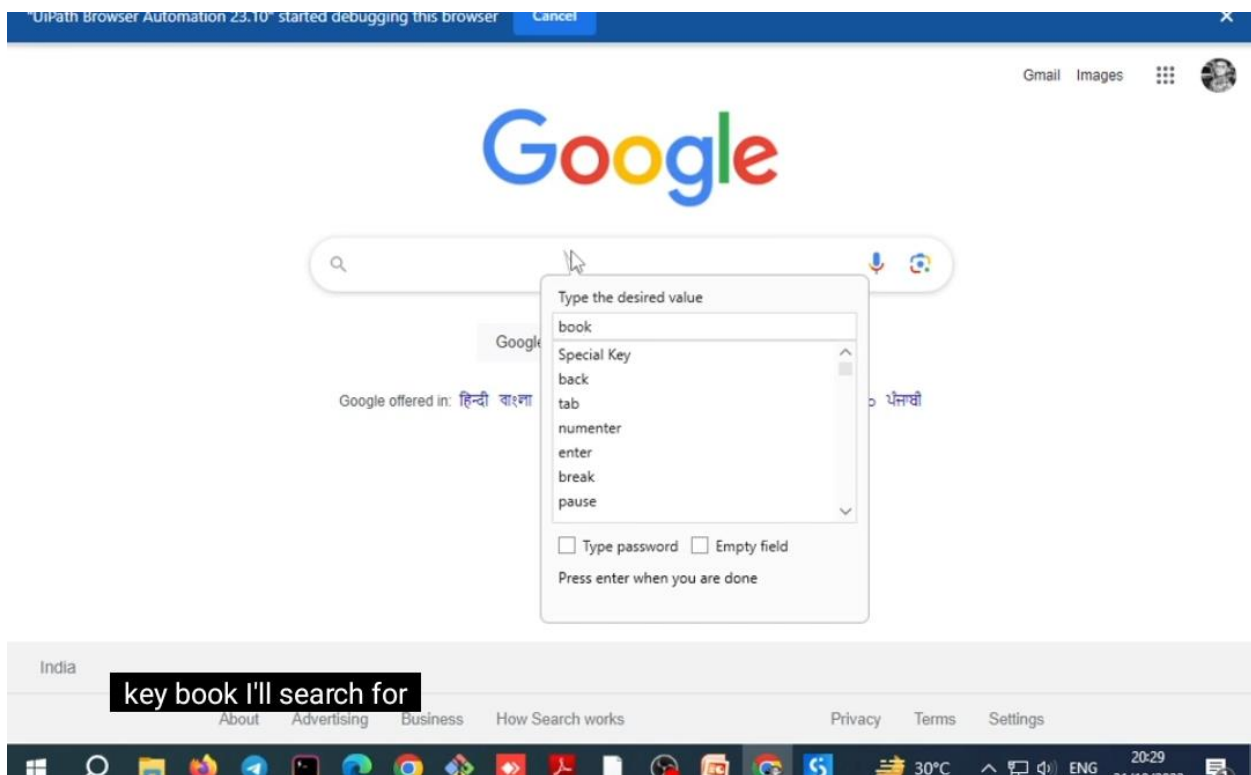 "UiPath Browser Automation 23.10" started debugging this browser Cancel
Gmail Images
Google
Type the desired value
book
Google
Special Key
back
Google offered in: हिन्दी বাংলা ਪੰਜਾਬੀ
tab
numenter
enter
break
pause
Type password Empty field
Press enter when you are done
India
key book I'll search for
About Advertising Business How Search works Privacy Terms Settings
20:29
30°C ENG